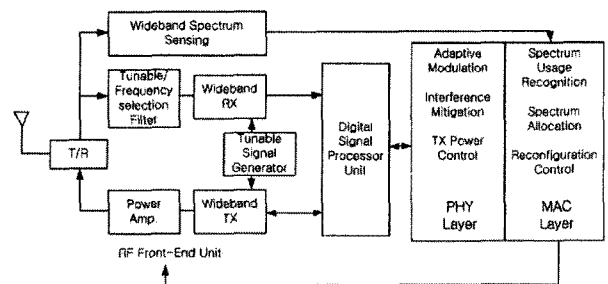 Wideband Spectrum
Sensing
Tunable/
Frequency
selection
Filter
Wideband
RX
T/R
Tunable
Signal
Generator
Power
Amp.
Wideband
TX
RF Front-End Unit
Digital
Signal
Processor
Unit
Adaptive
Modulation
Interference
Mitigation
TX Power
Control
PHY
Layer
Spectrum
Usage
Recognition
Spectrum
Allocation
Reconfiguration
Control
MAC
Layer